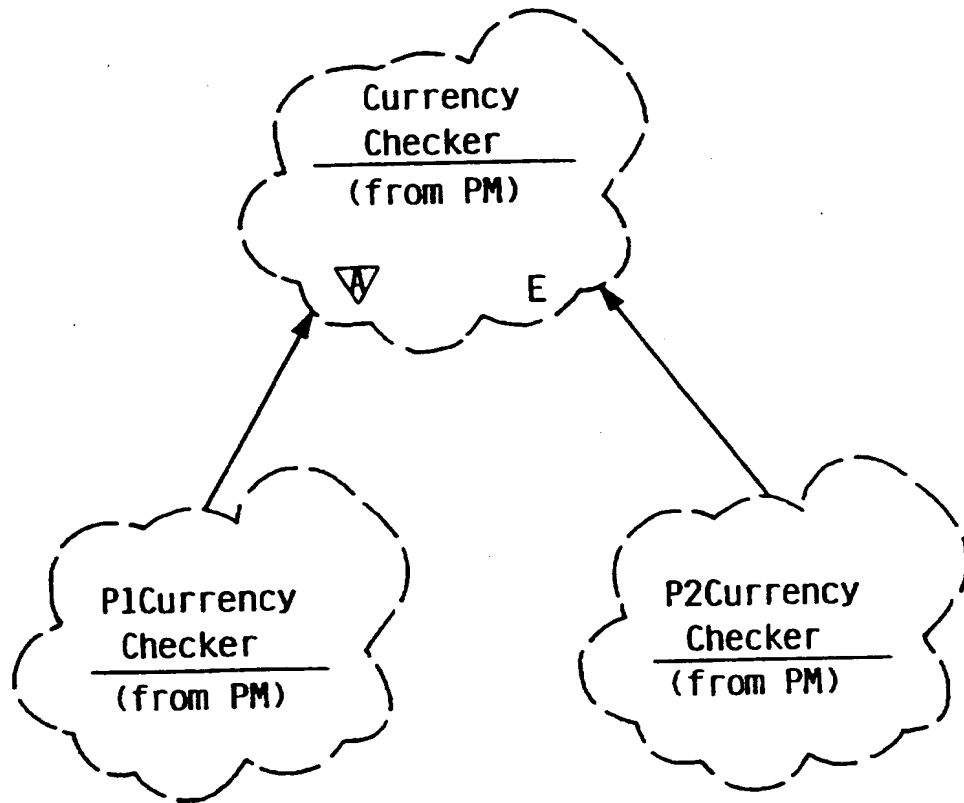 Currency
Checker
(from PM)
A
E
P1Currency
Checker
(from PM)
P2Currency
Checker
(from PM)